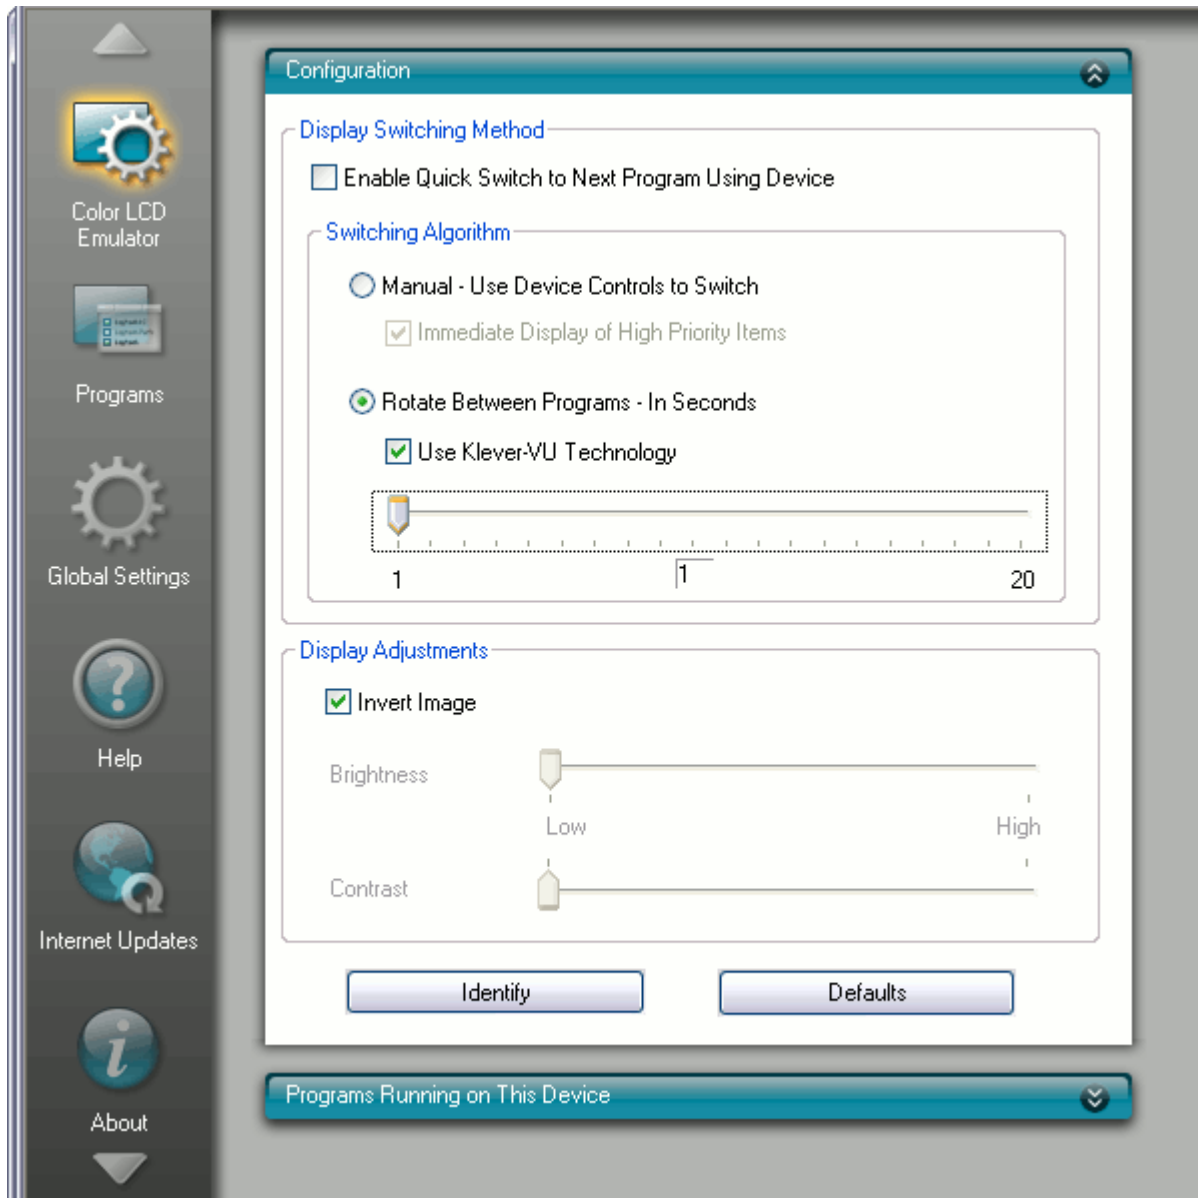 Color LCD
Emulator
Programs
Global Settings
Help
Internet Updates
About
Configuration
Display Switching Method
Enable Quick Switch to Next Program Using Device
Switching Algorithm
Manual - Use Device Controls to Switch
Immediate Display of High Priority Items
Rotate Between Programs - In Seconds
Use Klever-VU Technology
1 1 20
Display Adjustments
Invert Image
Brightness
Low High
Contrast
Identify Defaults
Programs Running on This Device